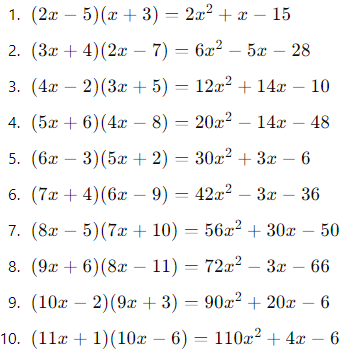 1. (2x − 5)(x + 3) = 2x² + x − 15
2. (3x + 4)(2x − 7) = 6x² − 5x − 28
3. (4x − 2)(3x + 5) = 12x² + 14x − 10
4. (5x + 6)(4x − 8) = 20x² − 14x − 48
5. (6x − 3)(5x + 2) = 30x² + 3x − 6
6. (7x + 4)(6x − 9) = 42x² − 3x − 36
7. (8x − 5)(7x + 10) = 56x² + 30x − 50
8. (9x + 6)(8x − 11) = 72x² − 3x − 66
9. (10x − 2)(9x + 3) = 90x² + 20x − 6
10. (11x + 1)(10x − 6) = 110x² + 4x − 6